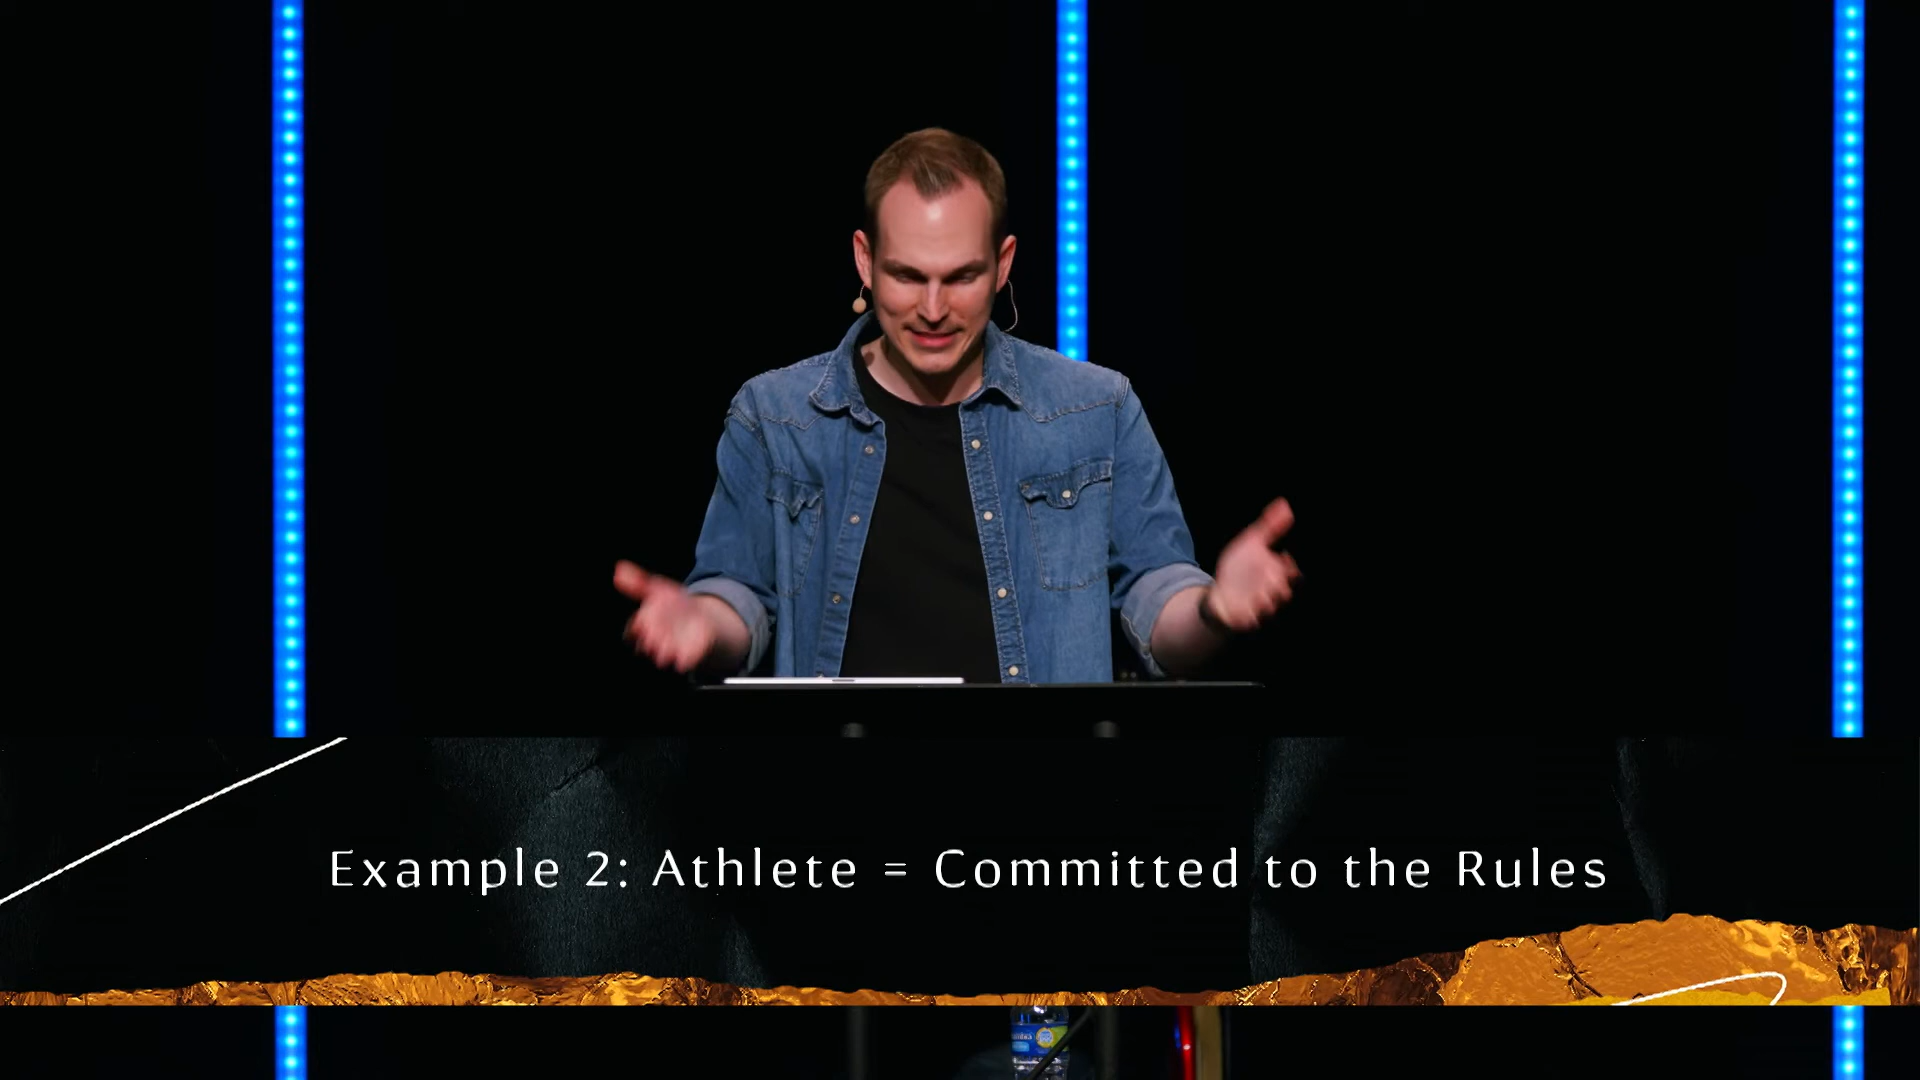 Example 2: Athlete = Committed to the Rules